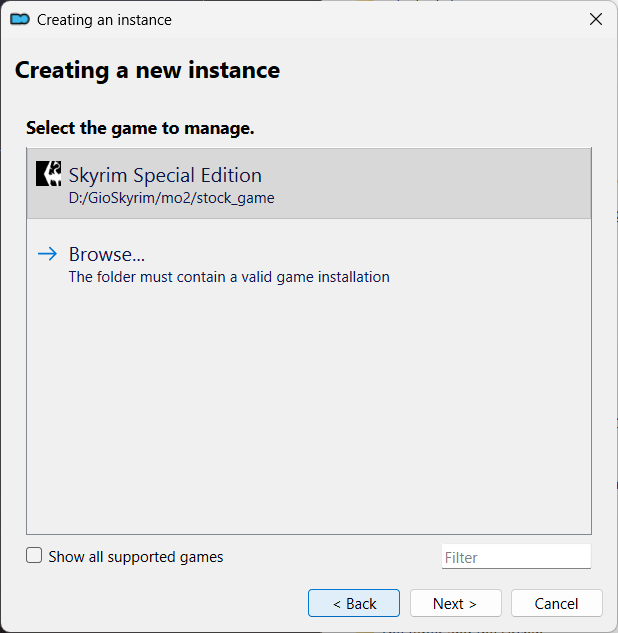 Creating an instance
Creating a new instance
Select the game to manage.
Skyrim Special Edition
D:/GioSkyrim/mo2/stock_game
Browse...
The folder must contain a valid game installation
Show all supported games
Filter
< Back
Next >
Cancel